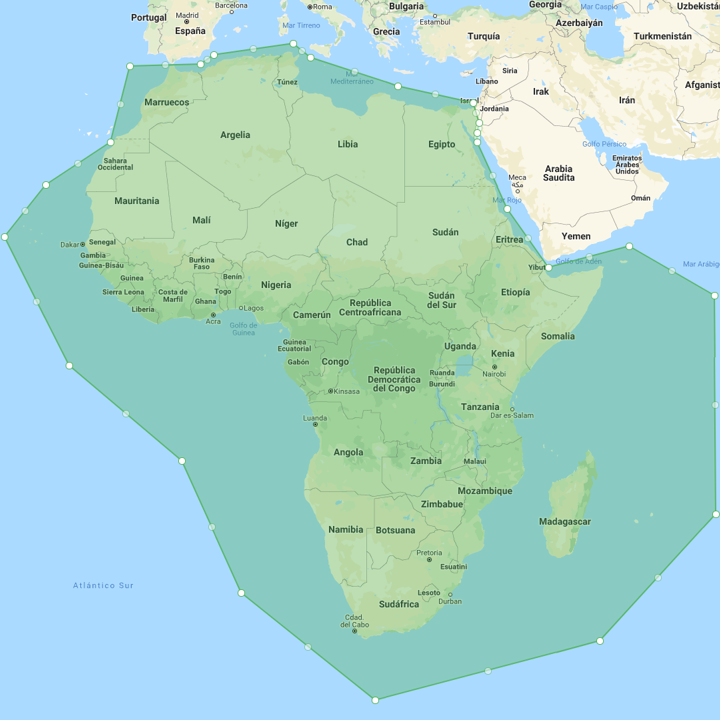 Barcelona
Georgia
Mar Caspio
Uzbekistá
Portugal
Madrid
Roma
Bulgaria
Estambul
Azerbaiyán
España
Mar Tirreno
Grecia
Turquía
Turkmenistán
Siria
Mar
Mediterráneo
Líbano
Irak
Irán
Afganist
Túnez
Israel
Jordania
Marruecos
Argelia
Libia
Egipto
Golfo Pérsico
Sahara
Occidental
Emiratos
Árabes
Unidos
Arabia
Saudita
Meca
مكة
Omán
Mauritania
Malí
Níger
Chad
Sudán
Mar Rojo
Eritrea
Yemen
Dakar
Senegal
Gambia
Guinea-Bisáu
Burkina
Faso
Yibuti
Golfo de Adén
Mar Arábig
Guinea
Benín
Nigeria
Sierra Leona
Costa de
Marfil
Togo
Ghana
Liberia
Lagos
Acra
Golfo de
Guinea
Camerún
República
Centroafricana
Sudán
del Sur
Etiopía
Somalia
Guinea
Ecuatorial
Gabón
Congo
Uganda
Kenia
Nairobi
República
Democrática
del Congo
Ruanda
Burundi
Kinsasa
Tanzania
Dar es-Salam
Luanda
Angola
Zambia
Malaui
Mozambique
Zimbabue
Madagascar
Namibia
Botsuana
Pretoria
Esuatini
Atlántico Sur
Lesoto
Durban
Sudáfrica
Cdad.
del Cabo